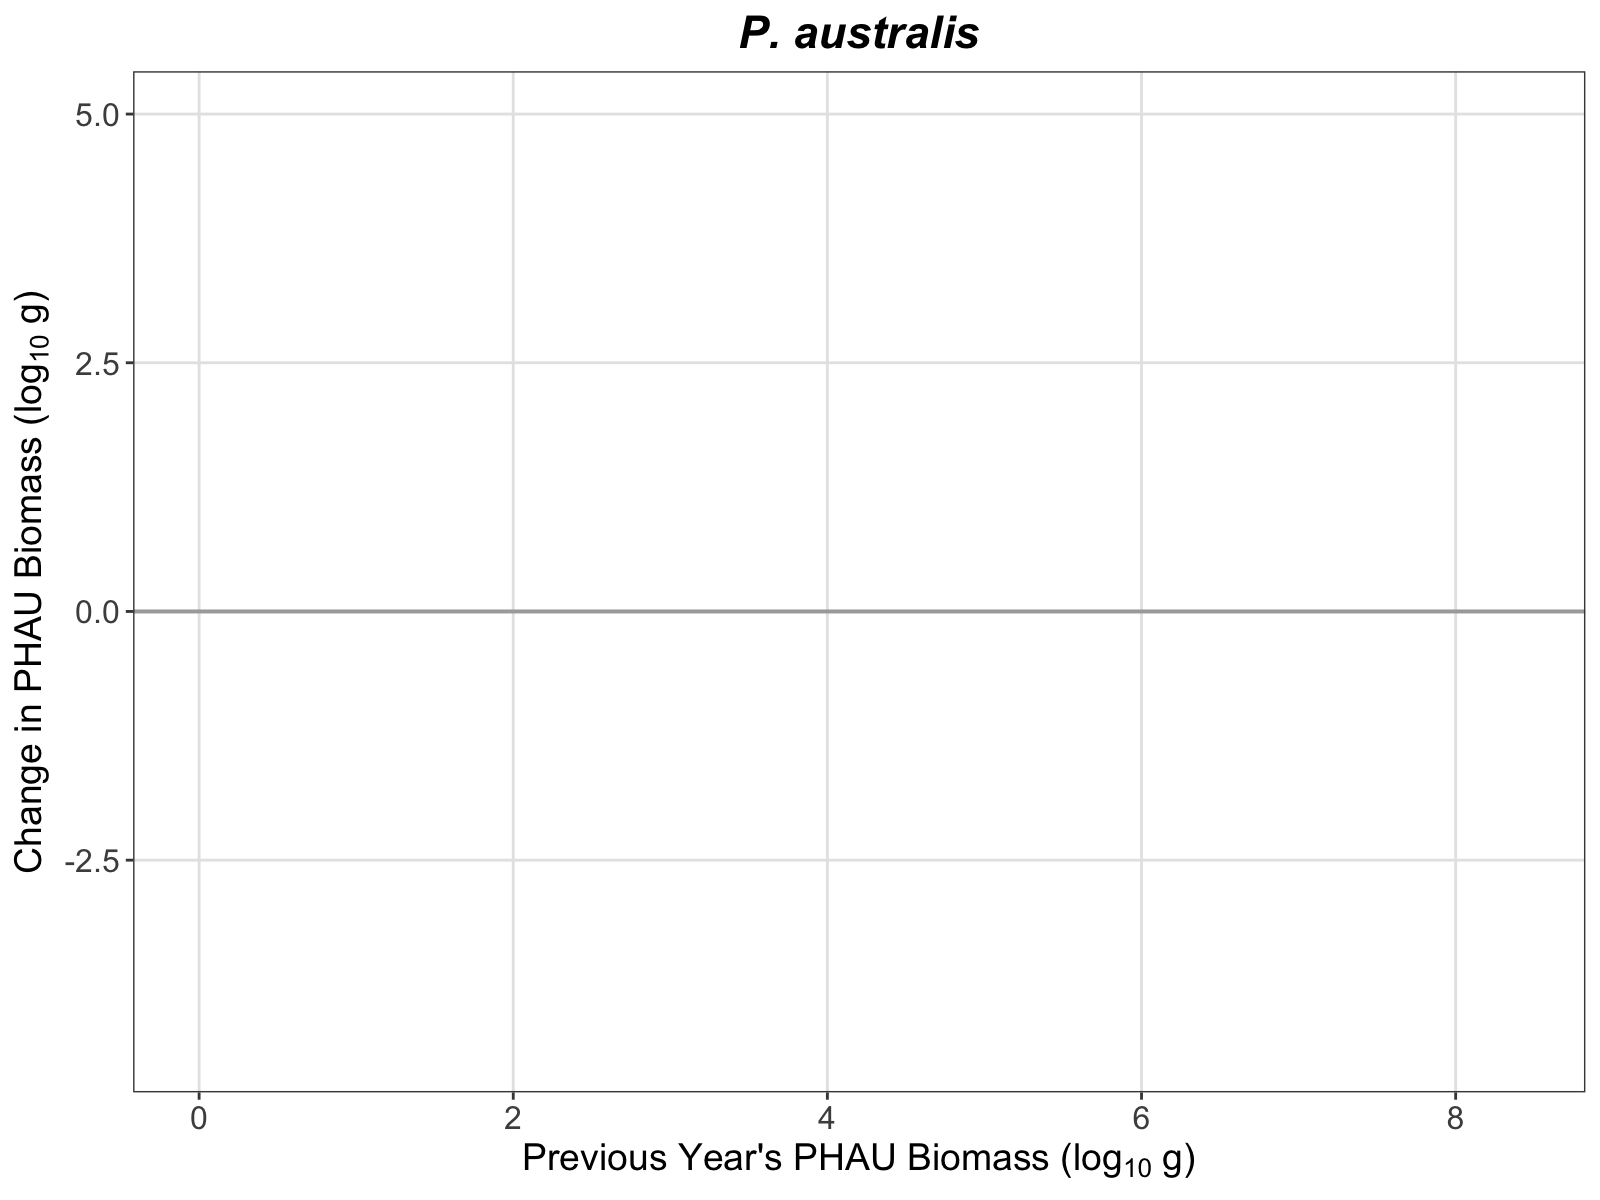 P. australis
Change in PHAU Biomass (log₁₀ g)
5.0
2.5
0.0
-2.5
0 2 4 6 8
Previous Year's PHAU Biomass (log₁₀ g)